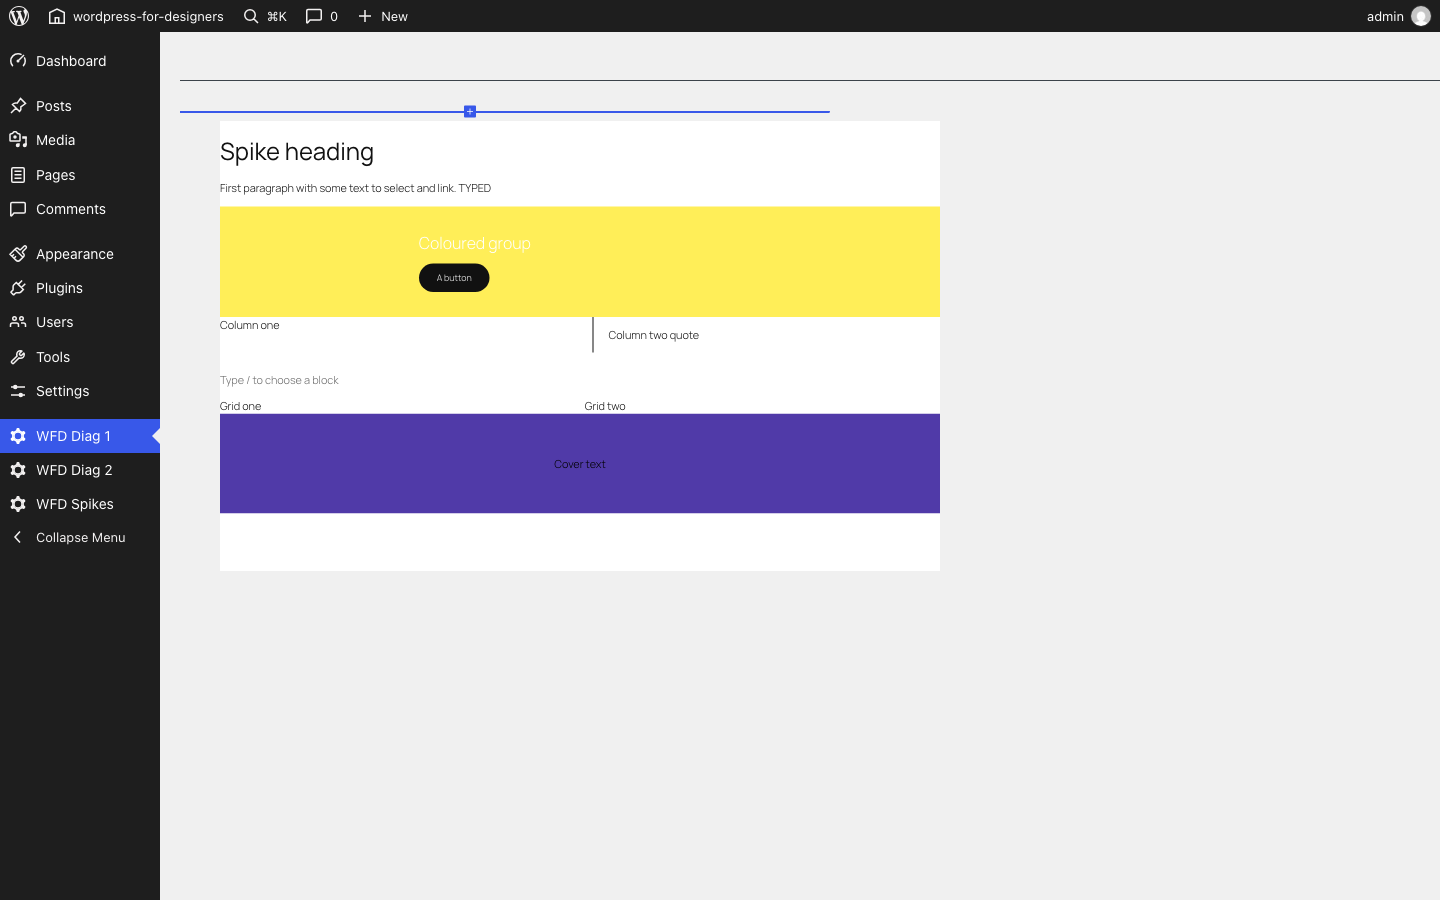 wordpress-for-designers
⌘K
0
New
admin
Dashboard
Posts
Media
Pages
Comments
Appearance
Plugins
Users
Tools
Settings
WFD Diag 1
WFD Diag 2
WFD Spikes
Collapse Menu
Spike heading
First paragraph with some text to select and link. TYPED
Coloured group
A button
Column one
Column two quote
Type / to choose a block
Grid one
Grid two
Cover text